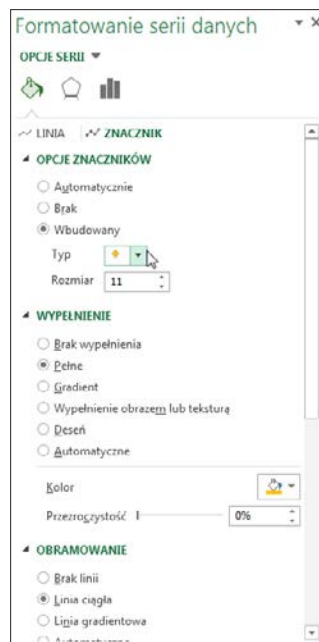 Formatowanie serii danych
OPCJE SERII
LINIA ZNACZNIK
OPCJE ZNACZNIKÓW
Automatycznie
Brak
Wbudowany
Typ
Rozmiar 11
WYPEŁNIENIE
Brak wypełnienia
Pełne
Gradient
Wypełnienie obrazem lub teksturą
Deseń
Automatyczne
Kolor
Przezroczystość 0%
OBRAMOWANIE
Brak linii
Linia ciągła
Linia gradientowa
Automatyczne